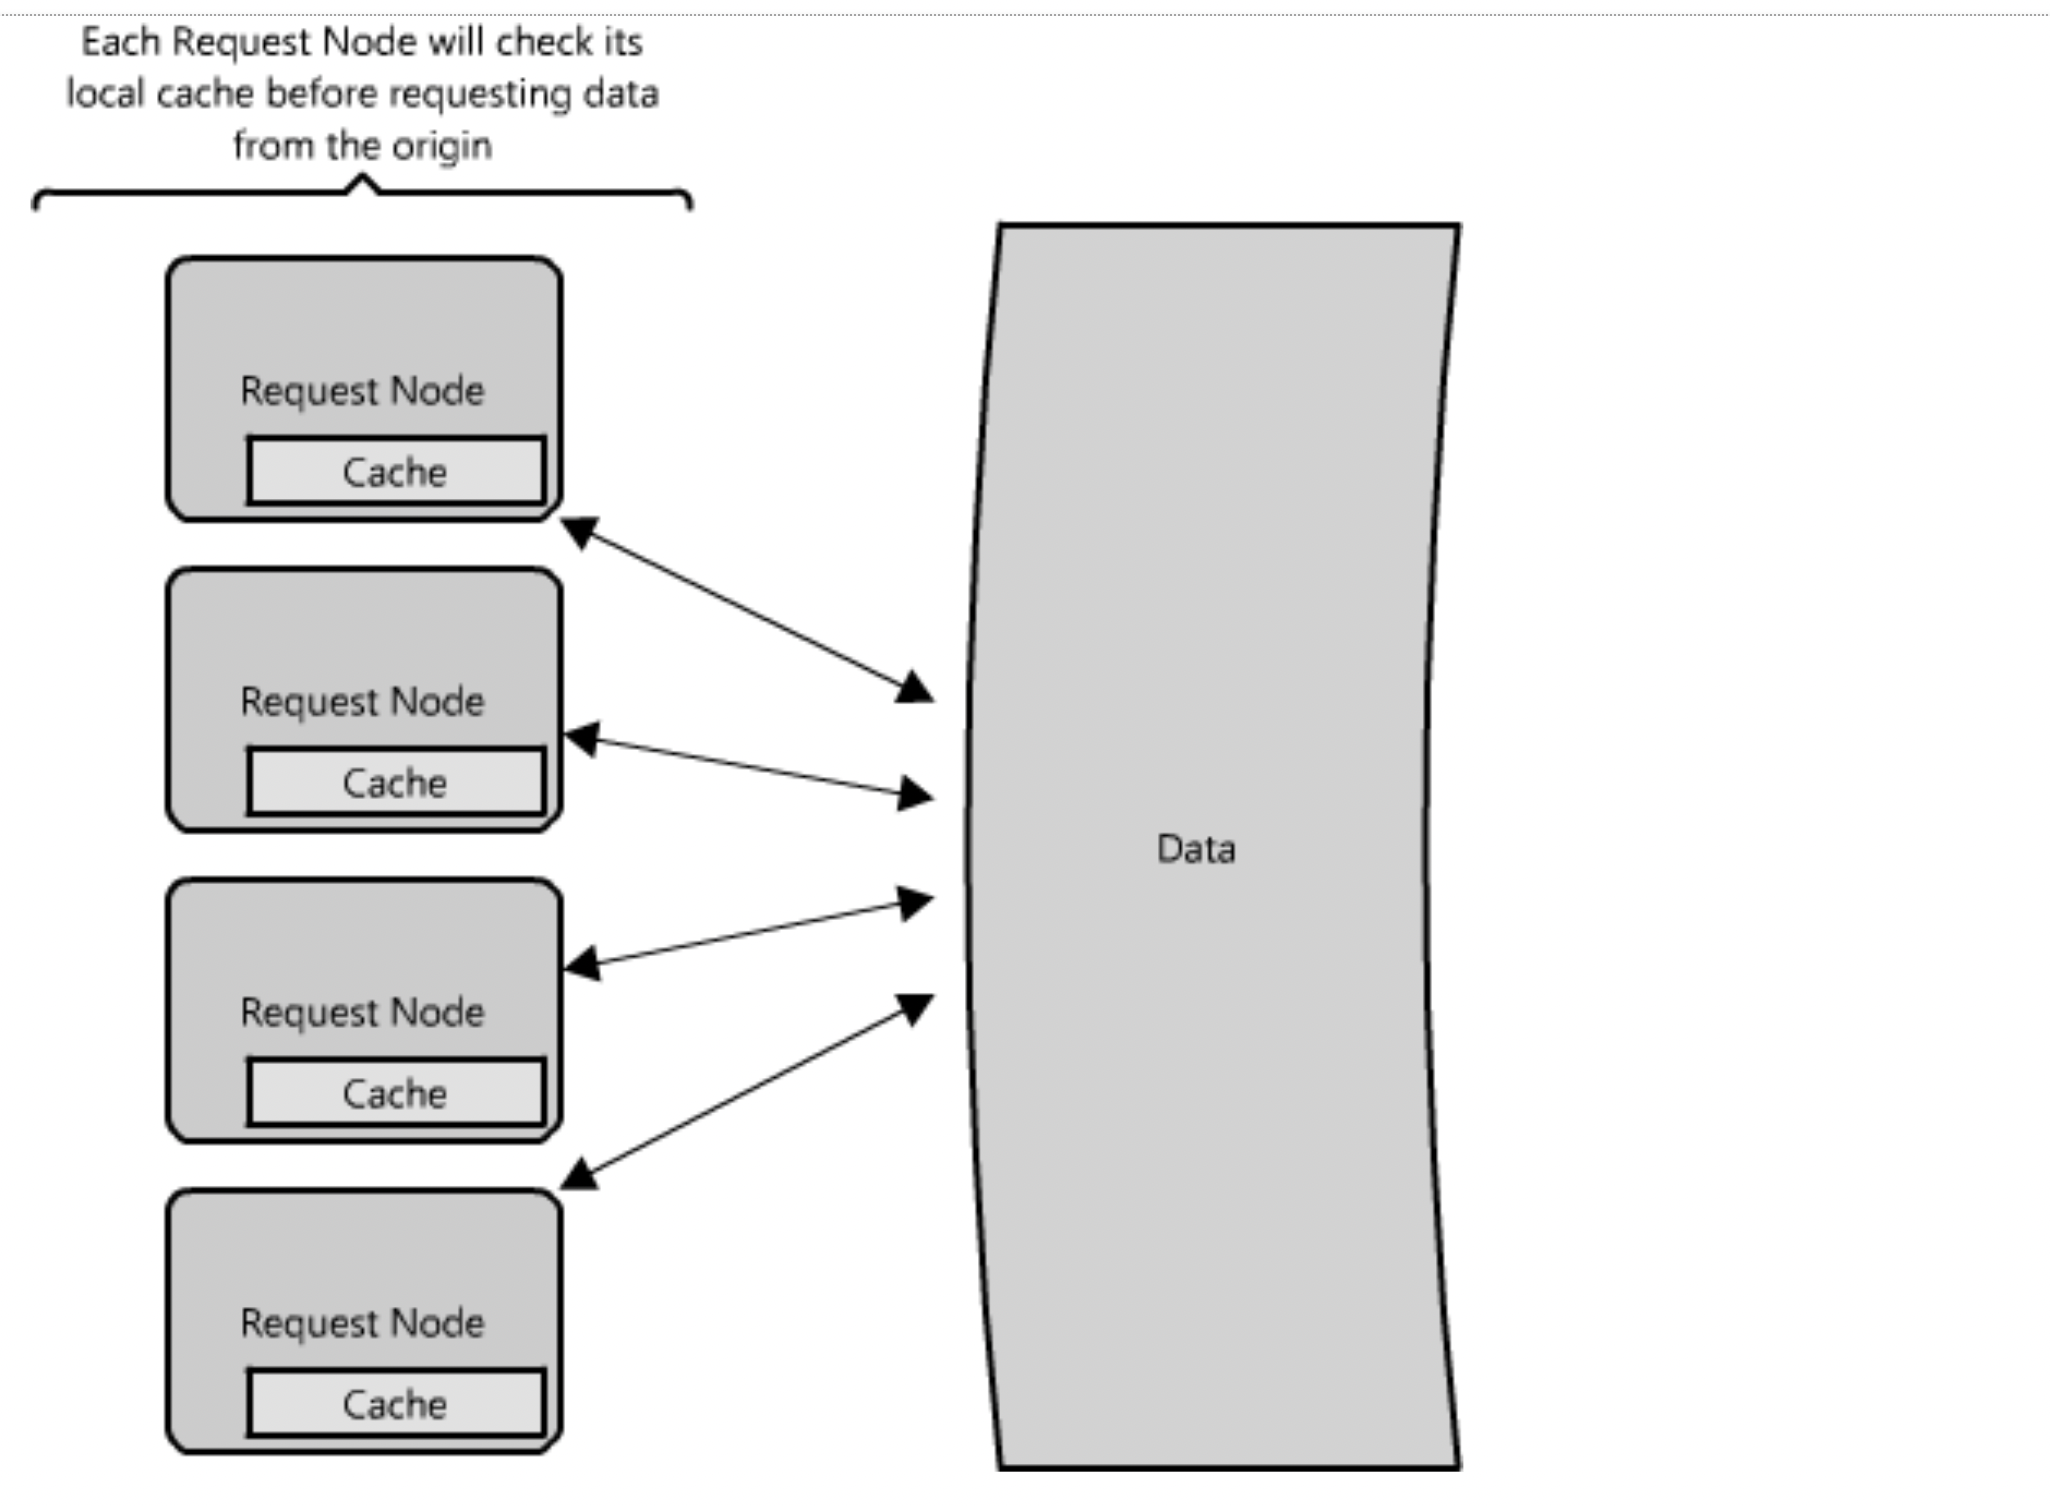 Each Request Node will check its
local cache before requesting data
from the origin
Request Node
Cache
Request Node
Cache
Data
Request Node
Cache
Request Node
Cache